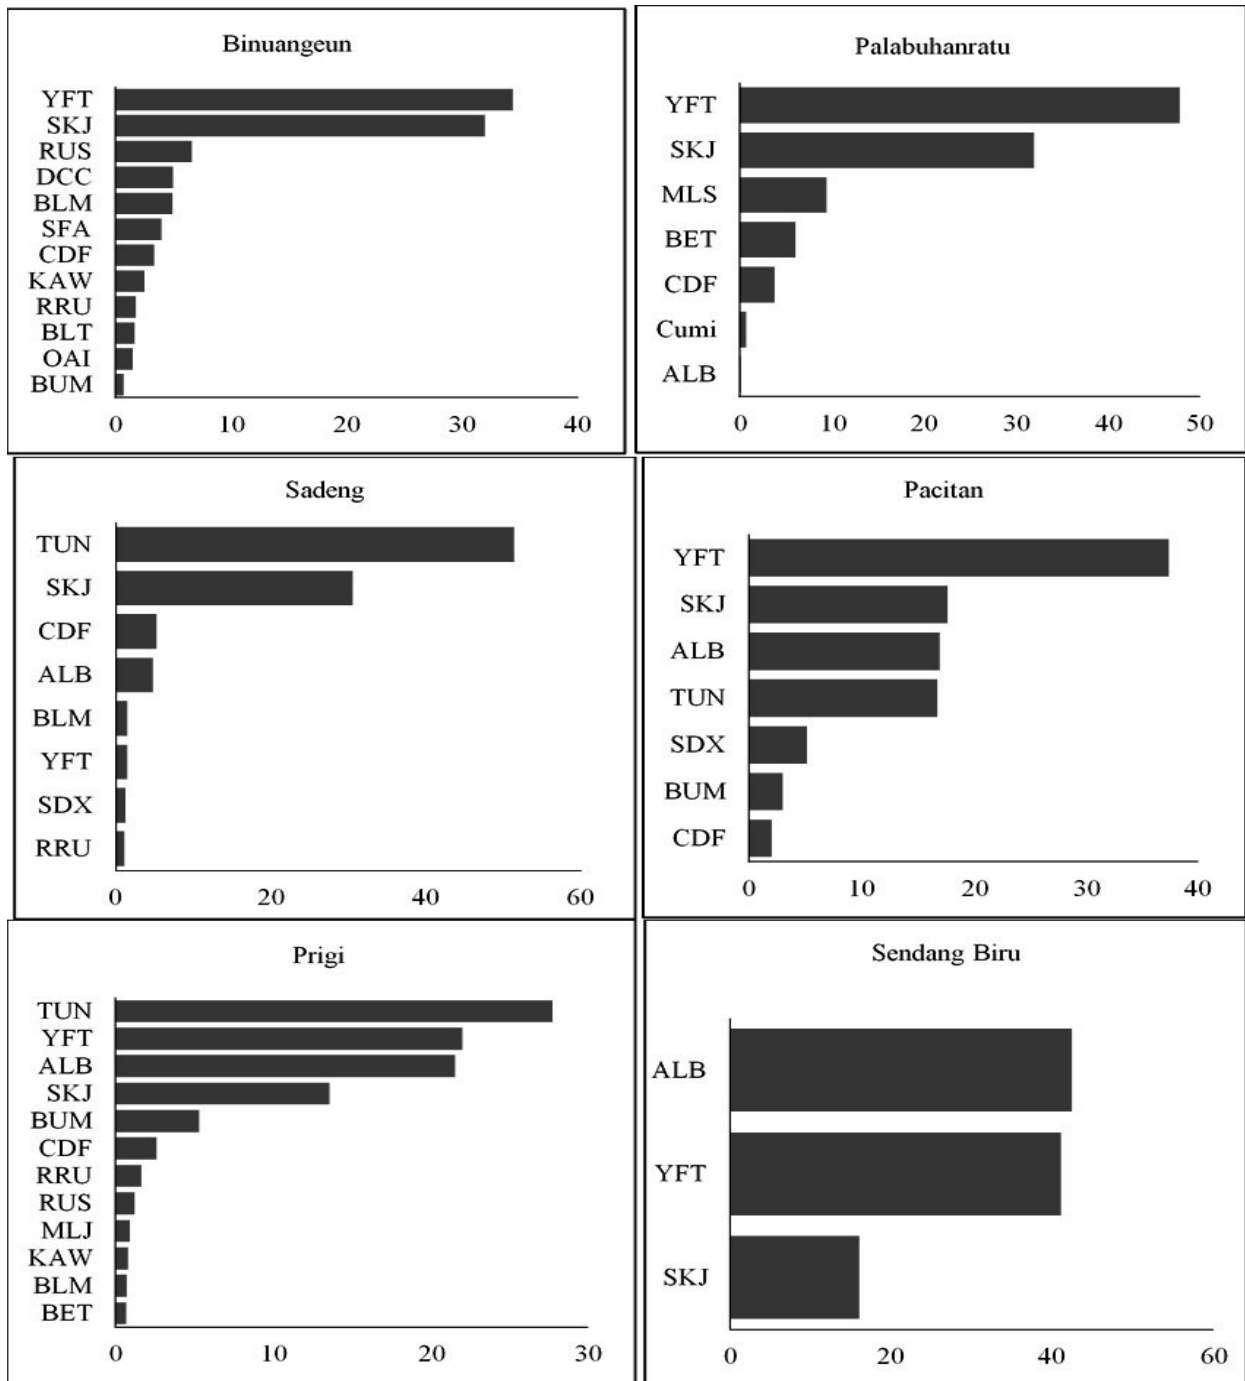 Binuangeun
YFT
SKJ
RUS
DCC
BLM
SFA
CDF
KAW
RRU
BLT
OAI
BUM
0 10 20 30 40
Palabuhanratu
YFT
SKJ
MLS
BET
CDF
Cumi
ALB
0 10 20 30 40 50
Sadeng
TUN
SKJ
CDF
ALB
BLM
YFT
SDX
RRU
0 20 40 60
Pacitan
YFT
SKJ
ALB
TUN
SDX
BUM
CDF
0 10 20 30 40
Prigi
TUN
YFT
ALB
SKJ
BUM
CDF
RRU
RUS
MLJ
KAW
BLM
BET
0 10 20 30
Sendang Biru
ALB
YFT
SKJ
0 20 40 60